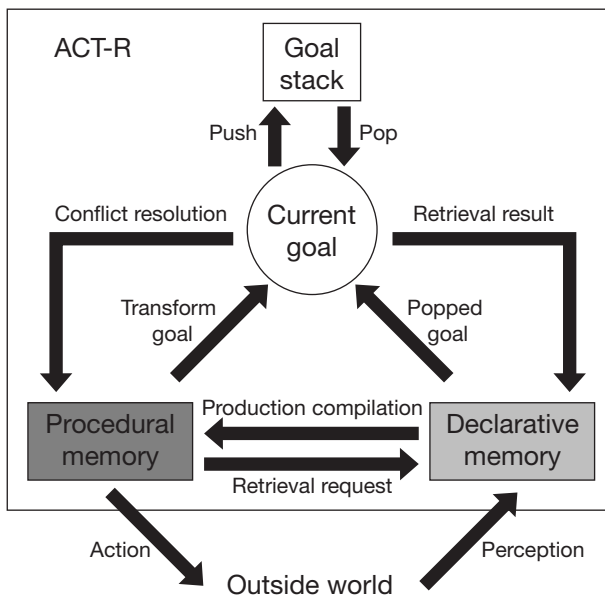 ACT-R
Goal
stack
Push
Pop
Conflict resolution
Current
goal
Retrieval result
Transform
goal
Popped
goal
Procedural
memory
Production compilation
Retrieval request
Declarative
memory
Action
Perception
Outside world